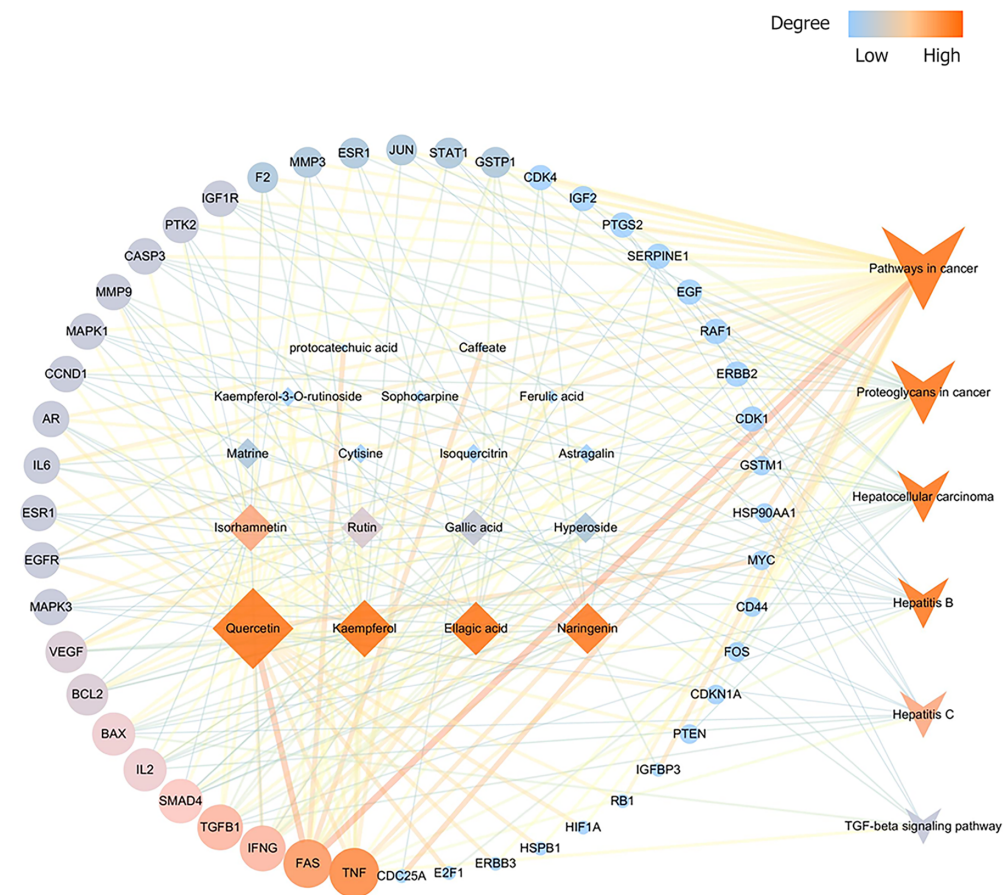 Degree
Low High
JUN
STAT1
ESR1
GSTP1
MMP3
CDK4
F2
IGF1R
IGF2
PTK2
PTGS2
CASP3
SERPINE1
Pathways in cancer
MMP9
EGF
MAPK1
RAF1
protocatechuic acid
Caffeate
CCND1
ERBB2
Proteoglycans in cancer
Kaempferol-3-O-rutinoside
Sophocarpine
Ferulic acid
AR
CDK1
Matrine
Cytisine
Isoquercitrin
Astragalin
IL6
GSTM1
Hepatocellular carcinoma
ESR1
HSP90AA1
Isorhamnetin
Rutin
Gallic acid
Hyperoside
EGFR
MYC
MAPK3
CD44
Hepatitis B
Quercetin
Kaempferol
Ellagic acid
Naringenin
VEGF
FOS
BCL2
CDKN1A
Hepatitis C
BAX
PTEN
IL2
IGFBP3
SMAD4
RB1
TGFB1
HIF1A
TGF-beta signaling pathway
IFNG
HSPB1
FAS
ERBB3
TNF
CDC25A
E2F1